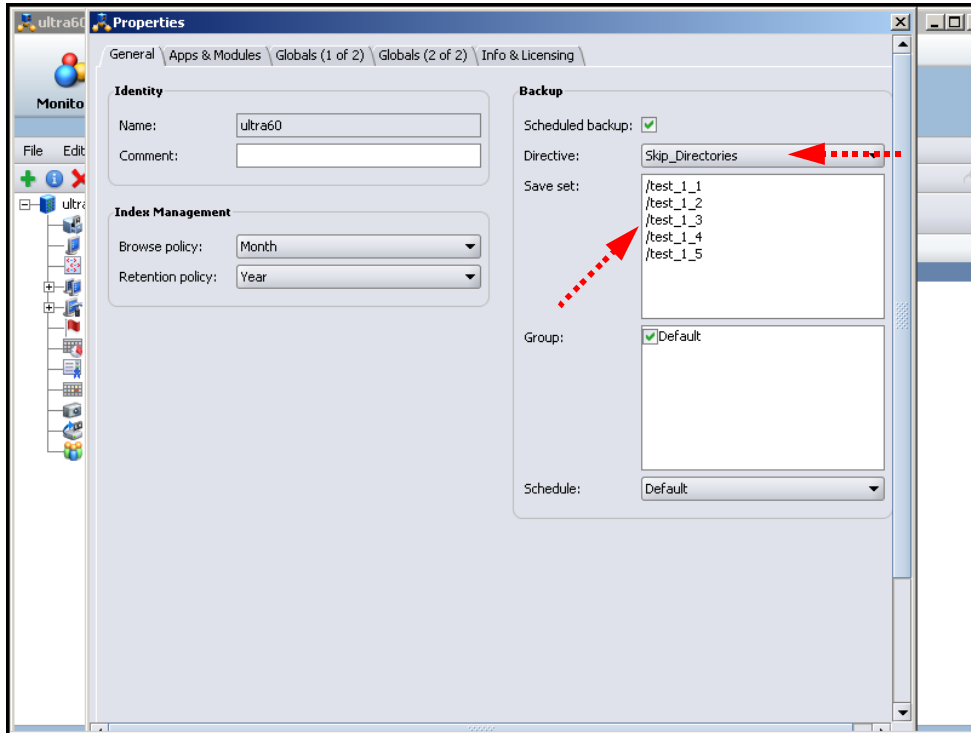 ultra60
Properties
Monito
File Edit
ultra
General Apps & Modules Globals (1 of 2) Globals (2 of 2) Info & Licensing
Identity
Name: ultra60
Comment:
Index Management
Browse policy: Month
Retention policy: Year
Backup
Scheduled backup:
Directive: Skip_Directories
Save set: /test_1_1
/test_1_2
/test_1_3
/test_1_4
/test_1_5
Group: Default
Schedule: Default